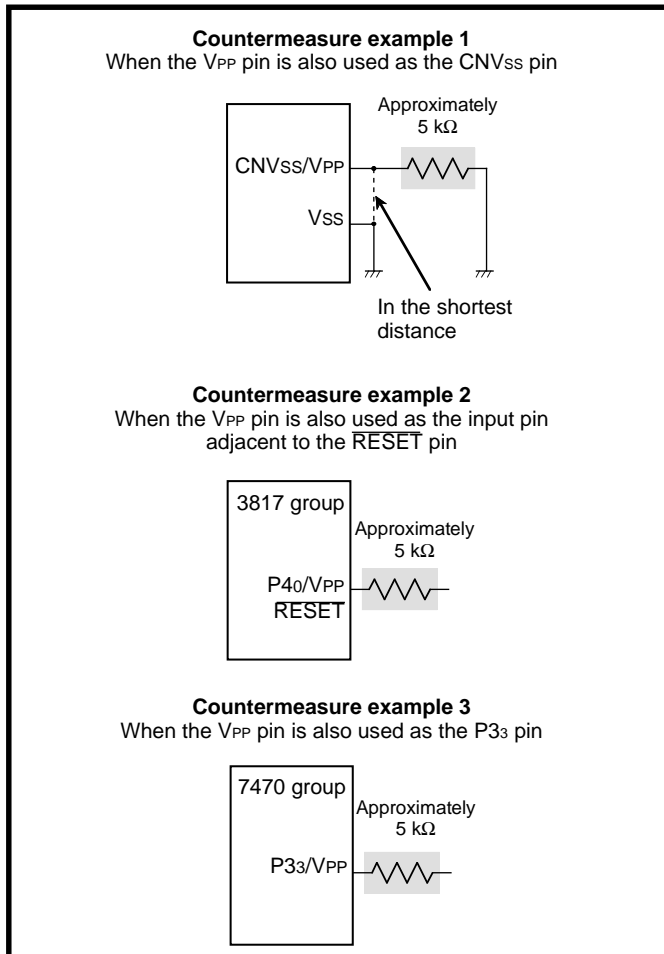 Countermeasure example 1
When the VPP pin is also used as the CNVSS pin
Approximately
5 kΩ
CNVSS/VPP
VSS
In the shortest
distance
Countermeasure example 2
When the VPP pin is also used as the input pin
adjacent to the RESET pin
3817 group
Approximately
5 kΩ
P40/VPP
RESET
Countermeasure example 3
When the VPP pin is also used as the P33 pin
7470 group
Approximately
5 kΩ
P33/VPP